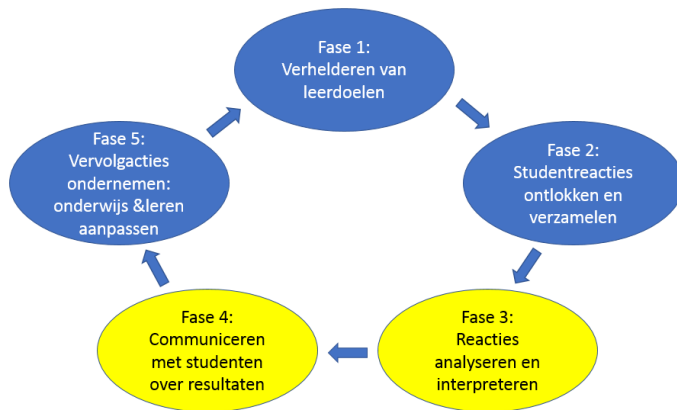 Fase 1:
Verhelderen van
leerdoelen
Fase 2:
Studentreacties
ontlokken en
verzamelen
Fase 3:
Reacties
analyseren en
interpreteren
Fase 4:
Communiceren
met studenten
over resultaten
Fase 5:
Vervolgacties
ondernemen:
onderwijs &leren
aanpassen